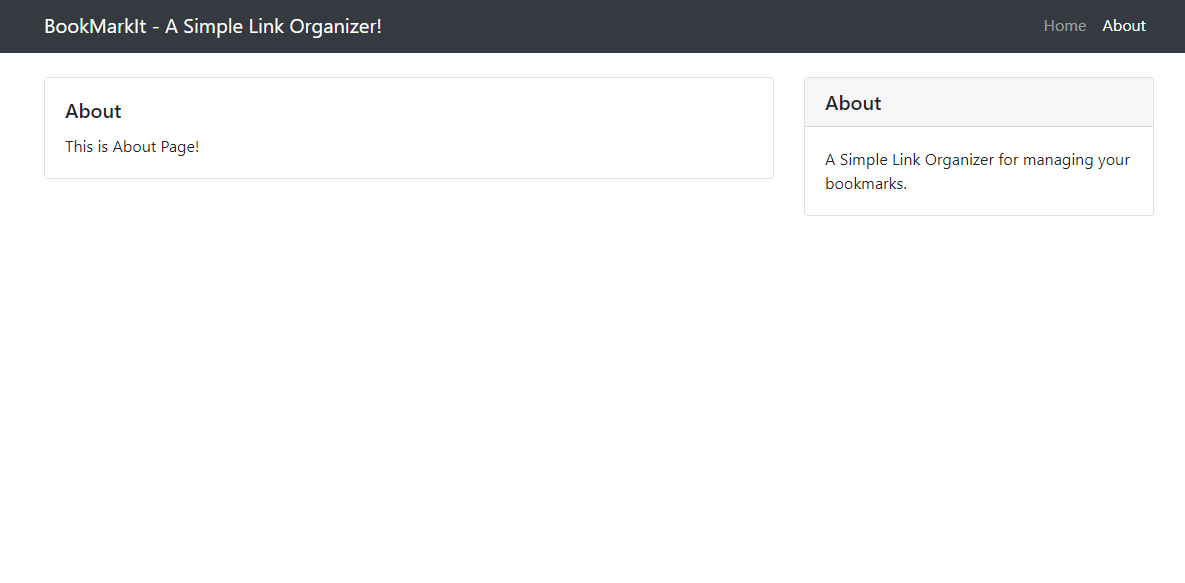 BookMarkIt - A Simple Link Organizer!
Home
About
About
This is About Page!
About
A Simple Link Organizer for managing your
bookmarks.